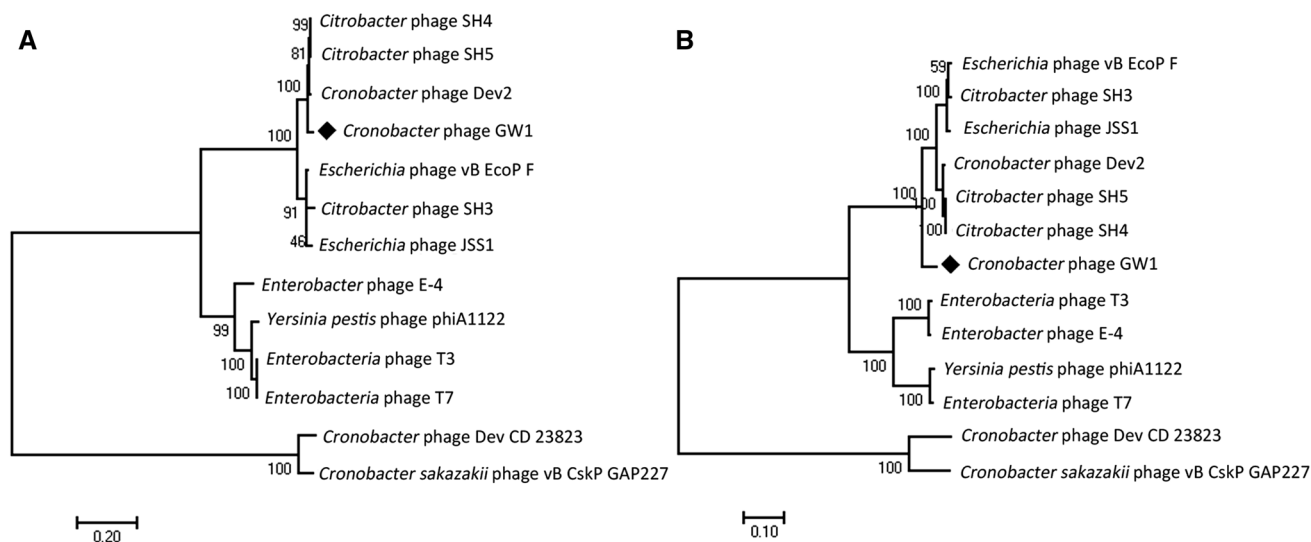 A
99
Citrobacter phage SH4
81
Citrobacter phage SH5
100
Cronobacter phage Dev2
100
Cronobacter phage GW1
Escherichia phage vB EcoP F
91
Citrobacter phage SH3
46
Escherichia phage JSS1
Enterobacter phage E-4
99
Yersinia pestis phage phiA1122
100
Enterobacteria phage T3
100
Enterobacteria phage T7
Cronobacter phage Dev CD 23823
100
Cronobacter sakazakii phage vB CskP GAP227
0.20
B
59
Escherichia phage vB EcoP F
100
Citrobacter phage SH3
100
Escherichia phage JSS1
Cronobacter phage Dev2
100
Citrobacter phage SH5
Citrobacter phage SH4
Cronobacter phage GW1
100
Enterobacteria phage T3
Enterobacter phage E-4
100
Yersinia pestis phage phiA1122
100
Enterobacteria phage T7
Cronobacter phage Dev CD 23823
100
Cronobacter sakazakii phage vB CskP GAP227
0.10